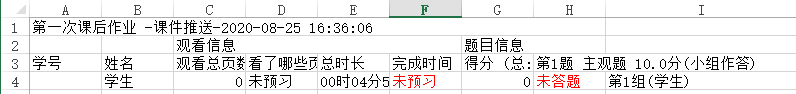 A B C D E F G H I
1 第一次课后作业 -课件推送-2020-08-25 16:36:06
2 观看信息 题目信息
3 学号 姓名 观看总页数 看了哪些页 总时长 完成时间 得分（总: 第1题 主观题 10.0分(小组作答)
4 学生 0 未预习 00时04分5 未预习 0 未答题 第1组(学生)